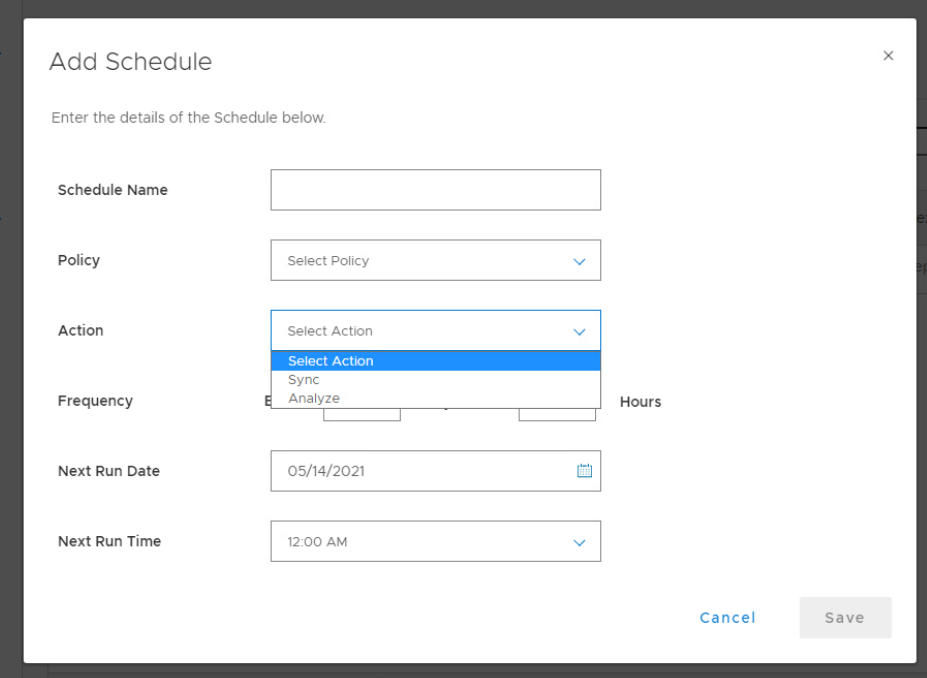 Add Schedule
Enter the details of the Schedule below.
Schedule Name
Policy Select Policy
Action Select Action
Select Action
Sync
Analyze
Frequency Hours
Next Run Date 05/14/2021
Next Run Time 12:00 AM
Cancel Save